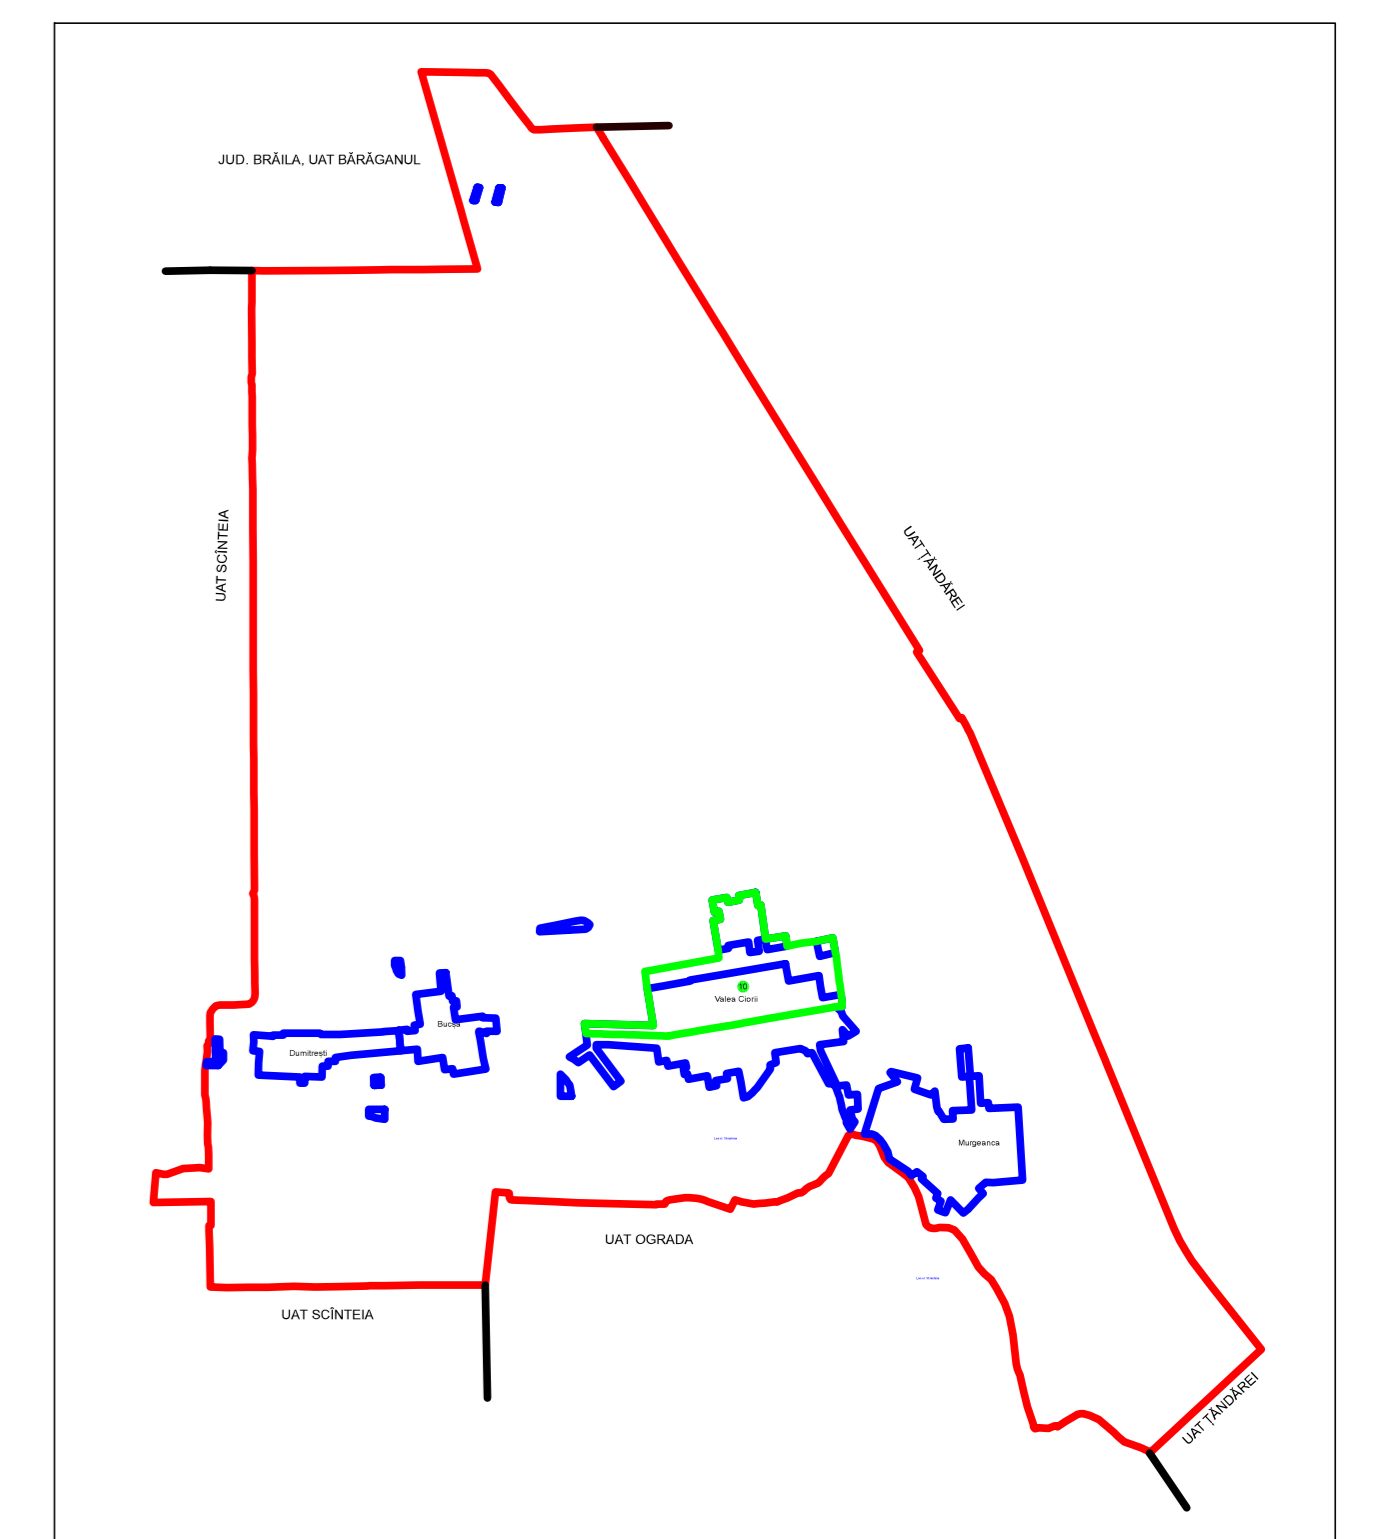 JUD. BRĂILA, UAT BĂRĂGANUL
UAT SCÎNTEIA
UAT ȚĂNDĂREI
10
Valea Ciorii
Bucșa
Dumitrești
Murgeanca
UAT OGRADA
UAT SCÎNTEIA
UAT ȚĂNDĂREI